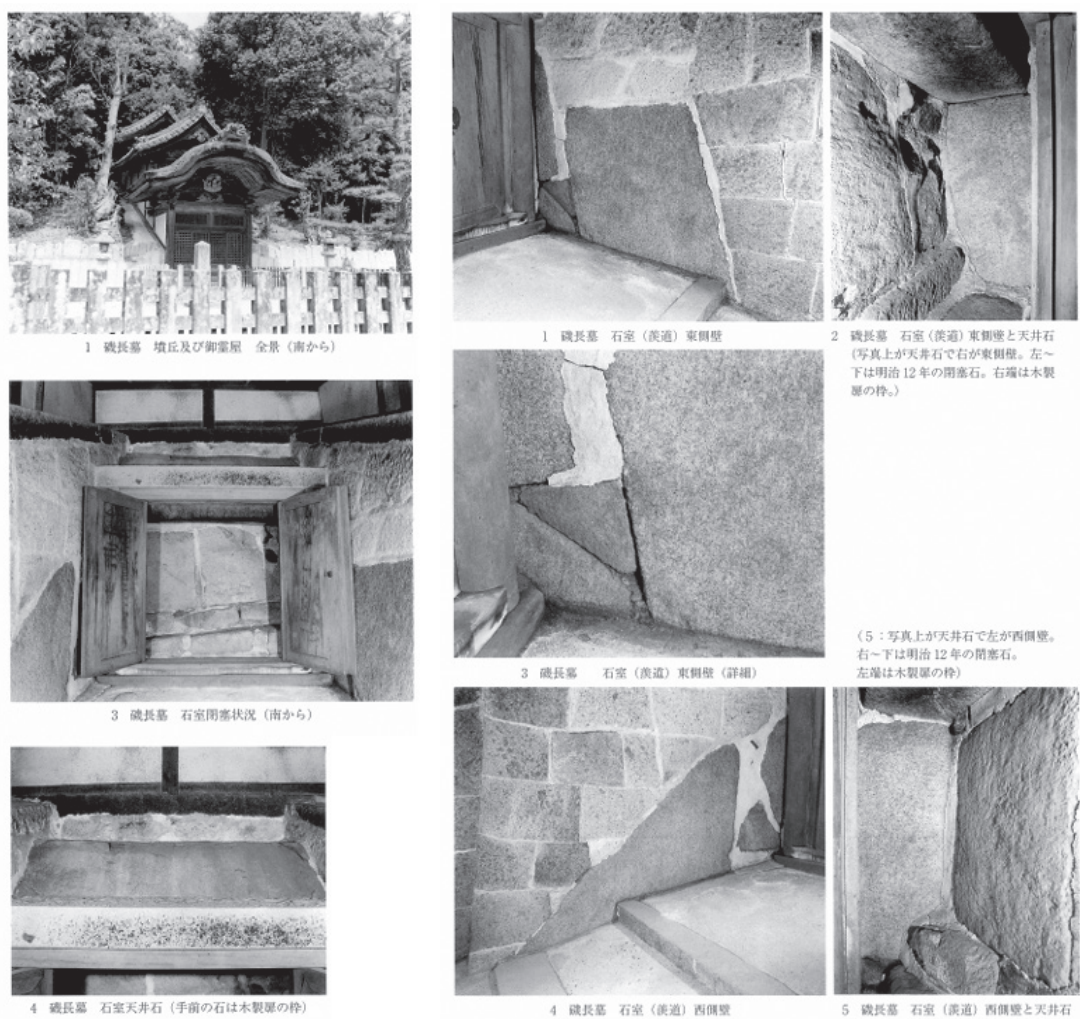 1 磯長墓 墳丘及び御霊屋 全景（南から）
3 磯長墓 石室閉塞状況（南から）
4 磯長墓 石室天井石（手前の石は木製扉の枠）
1 磯長墓 石室（羨道）東側壁
2 磯長墓 石室（羨道）東側壁と天井石
（写真上が天井石で右が東側壁。左～
下は明治12年の閉塞石。右端は木製
扉の枠。）
3 磯長墓 石室（羨道）東側壁（詳細）
（5：写真上が天井石で左が西側壁。
右～下は明治12年の閉塞石。
左端は木製扉の枠）
4 磯長墓 石室（羨道）西側壁
5 磯長墓 石室（羨道）西側壁と天井石